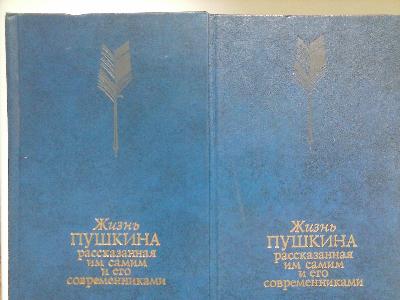 Жизнь
ПУШКИНА
рассказанная
им самим
и его
современниками
Жизнь
ПУШКИНА
рассказанная
им самим
и его
современниками